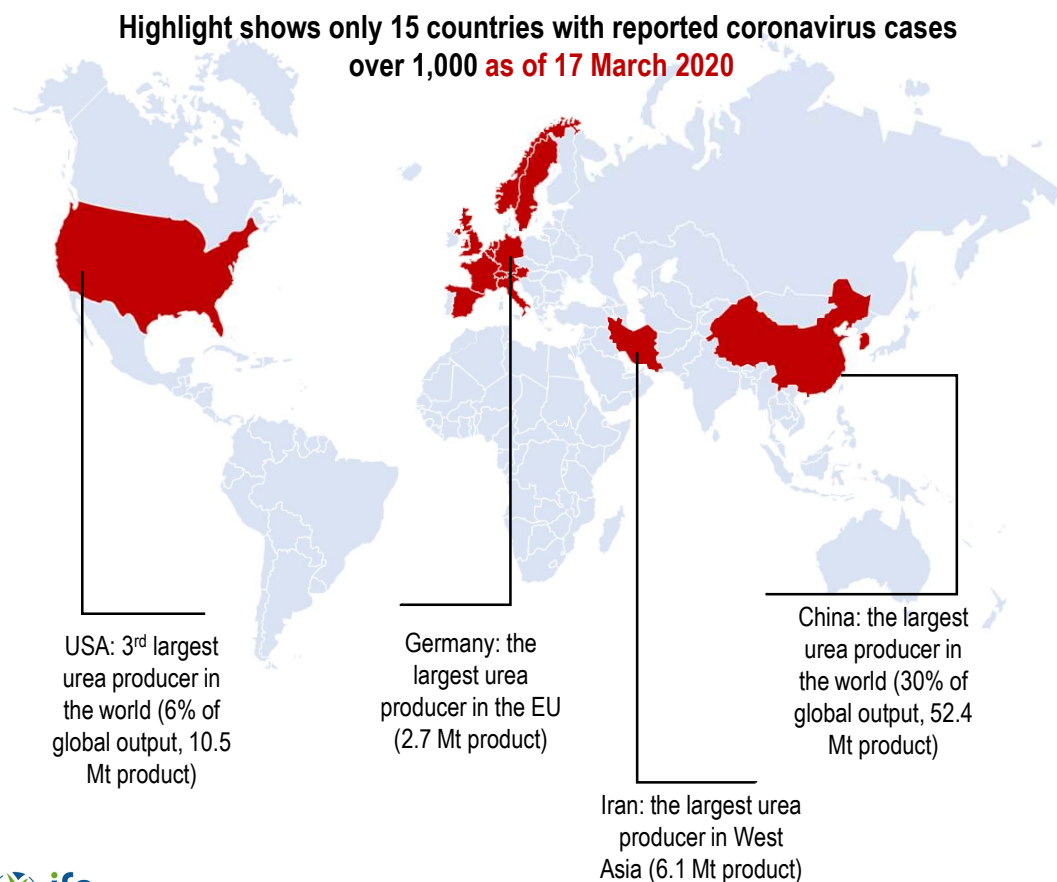 Highlight shows only 15 countries with reported coronavirus cases
over 1,000 as of 17 March 2020
USA: 3rd largest
urea producer in
the world (6% of
global output, 10.5
Mt product)
Germany: the
largest urea
producer in the EU
(2.7 Mt product)
China: the largest
urea producer in
the world (30% of
global output, 52.4
Mt product)
Iran: the largest urea
producer in West
Asia (6.1 Mt product)